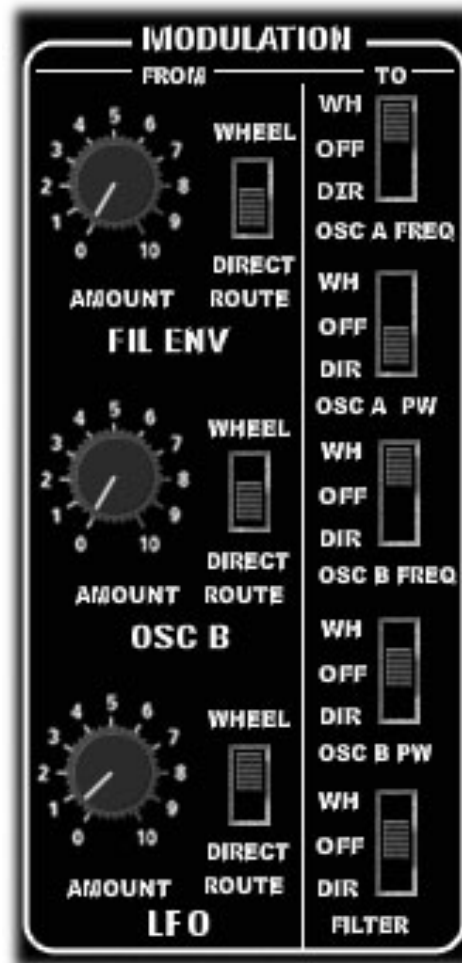 MODULATION
FROM TO
4 5 6
3 7
2 8
1 9
0 10
AMOUNT
WHEEL
DIRECT
ROUTE
FIL ENV
4 5 6
3 7
2 8
1 9
0 10
AMOUNT
WHEEL
DIRECT
ROUTE
OSC B
4 5 6
3 7
2 8
1 9
0 10
AMOUNT
WHEEL
DIRECT
ROUTE
LFO
WH
OFF
DIR
OSC A FREQ
WH
OFF
DIR
OSC A PW
WH
OFF
DIR
OSC B FREQ
WH
OFF
DIR
OSC B PW
WH
OFF
DIR
FILTER